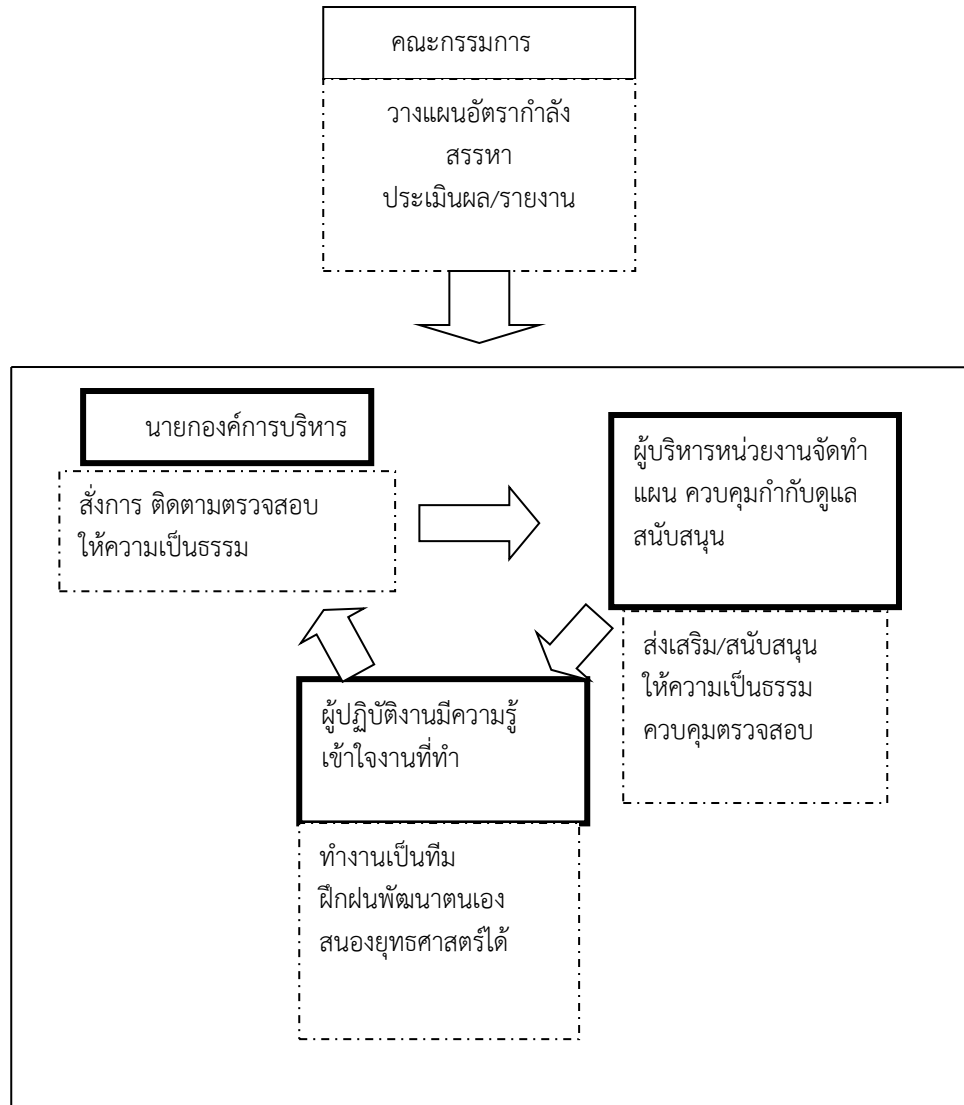 คณะกรรมการ
วางแผนอัตรากำลัง
สรรหา
ประเมินผล/รายงาน
นายกองค์การบริหาร
สั่งการ ติดตามตรวจสอบ
ให้ความเป็นธรรม
ผู้บริหารหน่วยงานจัดทำ
แผน ควบคุมกำกับดูแล
สนับสนุน
ส่งเสริม/สนับสนุน
ให้ความเป็นธรรม
ควบคุมตรวจสอบ
ผู้ปฏิบัติงานมีความรู้
เข้าใจงานที่ทำ
ทำงานเป็นทีม
ฝึกฝนพัฒนาตนเอง
สนองยุทธศาสตร์ได้